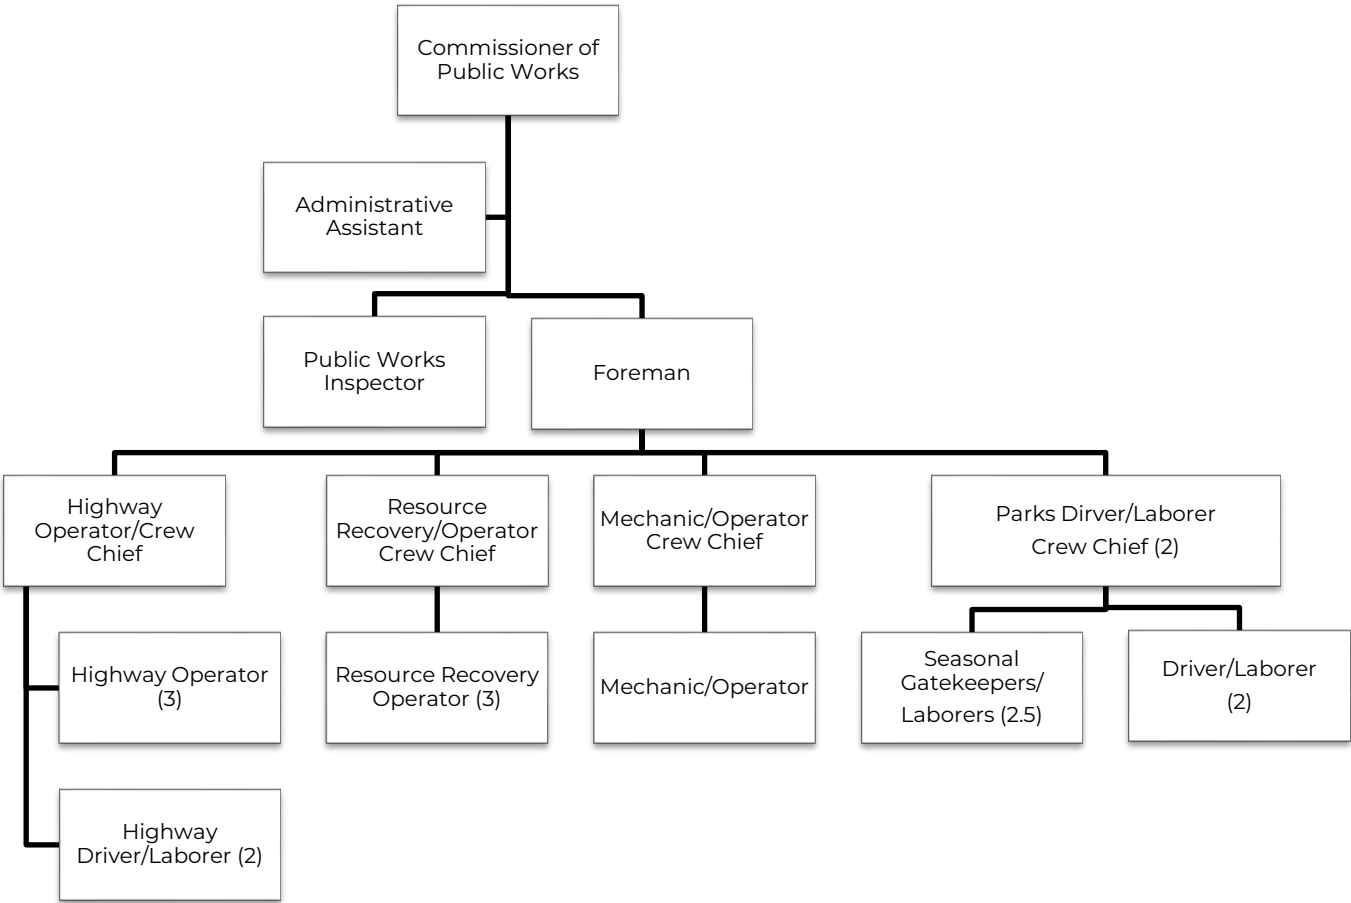 Commissioner of
Public Works
Administrative
Assistant
Public Works
Inspector
Foreman
Highway
Operator/Crew
Chief
Resource
Recovery/Operator
Crew Chief
Mechanic/Operator
Crew Chief
Parks Dirver/Laborer
Crew Chief (2)
Highway Operator
(3)
Resource Recovery
Operator (3)
Mechanic/Operator
Seasonal
Gatekeepers/
Laborers (2.5)
Driver/Laborer
(2)
Highway
Driver/Laborer (2)